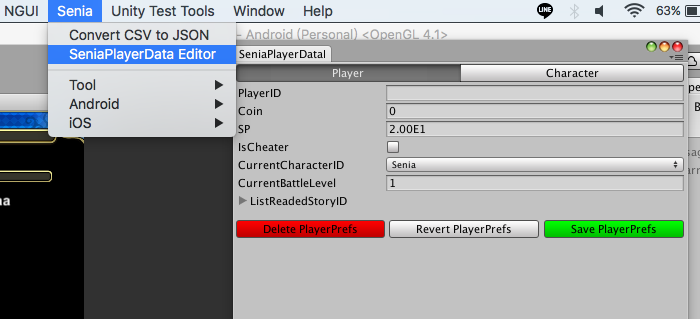 NGUI Senia Unity Test Tools Window Help LINE 63%
Convert CSV to JSON
SeniaPlayerData Editor
Tool
Android
iOS
– Android (Personal) <OpenGL 4.1>
SeniaPlayerDatal
Player Character
PlayerID
Coin 0
SP 2.00E1
IsCheater
CurrentCharacterID Senia
CurrentBattleLevel 1
ListReadedStoryID
Delete PlayerPrefs Revert PlayerPrefs Save PlayerPrefs